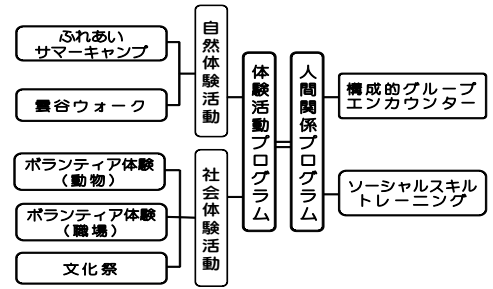 ふれあい
サマーキャンプ
雲谷ウォーク
自然体験活動
ボランティア体験
(動物)
ボランティア体験
(職場)
文化祭
社会体験活動
体験活動プログラム
人間関係プログラム
構成的グループ
エンカウンター
ソーシャルスキル
トレーニング